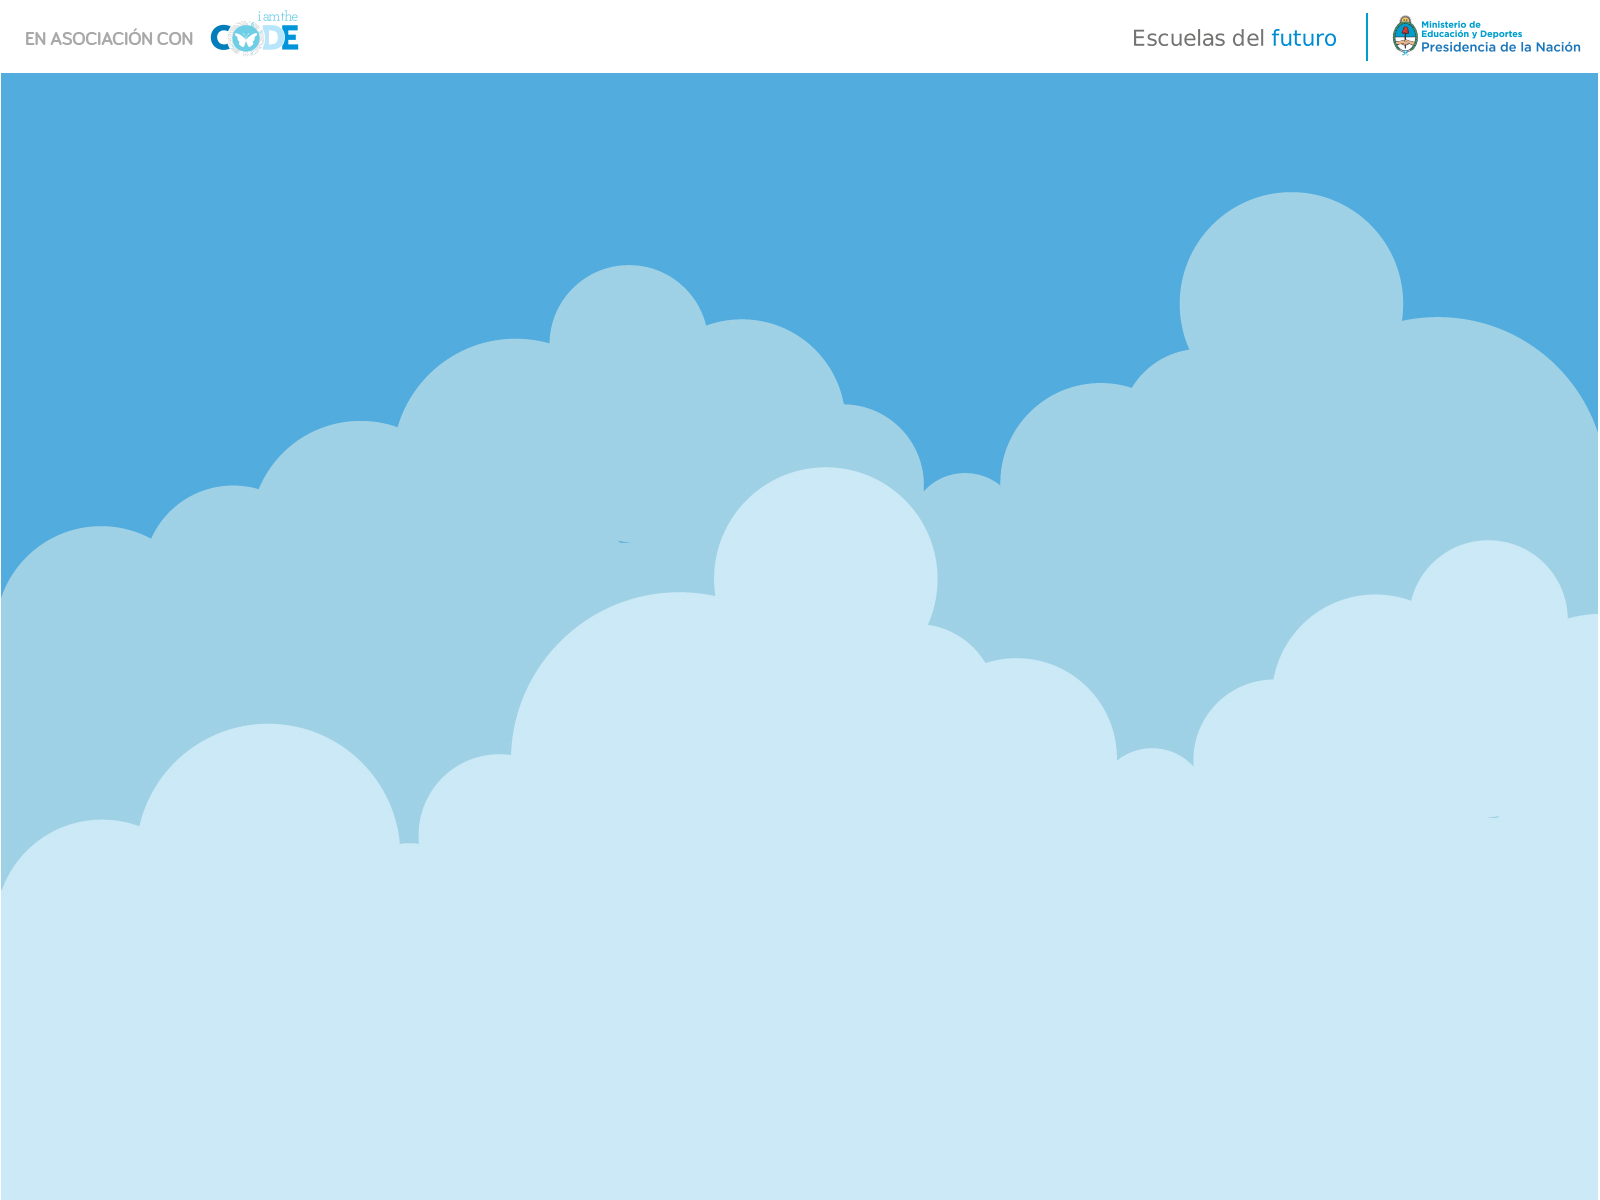 EN ASOCIACIÓN CON
i am the
CODE
Escuelas del futuro
Ministerio de
Educación y Deportes
Presidencia de la Nación